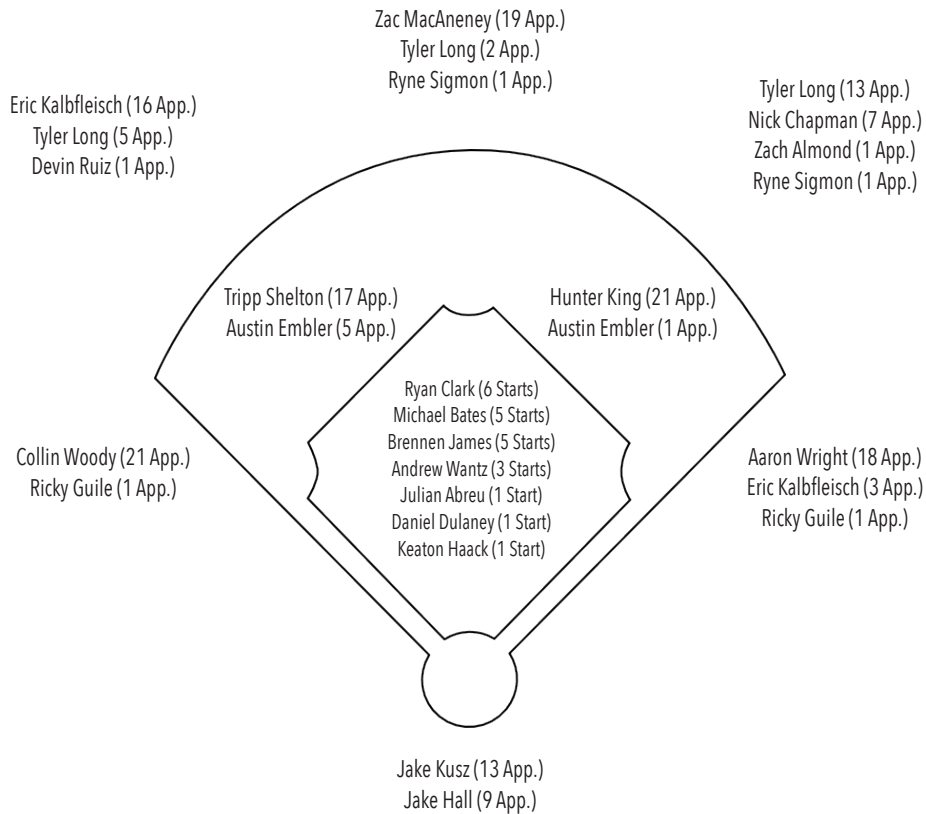 Zac MacAneney (19 App.)
Tyler Long (2 App.)
Ryne Sigmon (1 App.)
Eric Kalbfleisch (16 App.)
Tyler Long (5 App.)
Devin Ruiz (1 App.)
Tyler Long (13 App.)
Nick Chapman (7 App.)
Zach Almond (1 App.)
Ryne Sigmon (1 App.)
Tripp Shelton (17 App.)
Austin Embler (5 App.)
Hunter King (21 App.)
Austin Embler (1 App.)
Ryan Clark (6 Starts)
Michael Bates (5 Starts)
Brennen James (5 Starts)
Andrew Wantz (3 Starts)
Julian Abreu (1 Start)
Daniel Dulaney (1 Start)
Keaton Haack (1 Start)
Collin Woody (21 App.)
Ricky Guile (1 App.)
Aaron Wright (18 App.)
Eric Kalbfleisch (3 App.)
Ricky Guile (1 App.)
Jake Kusz (13 App.)
Jake Hall (9 App.)